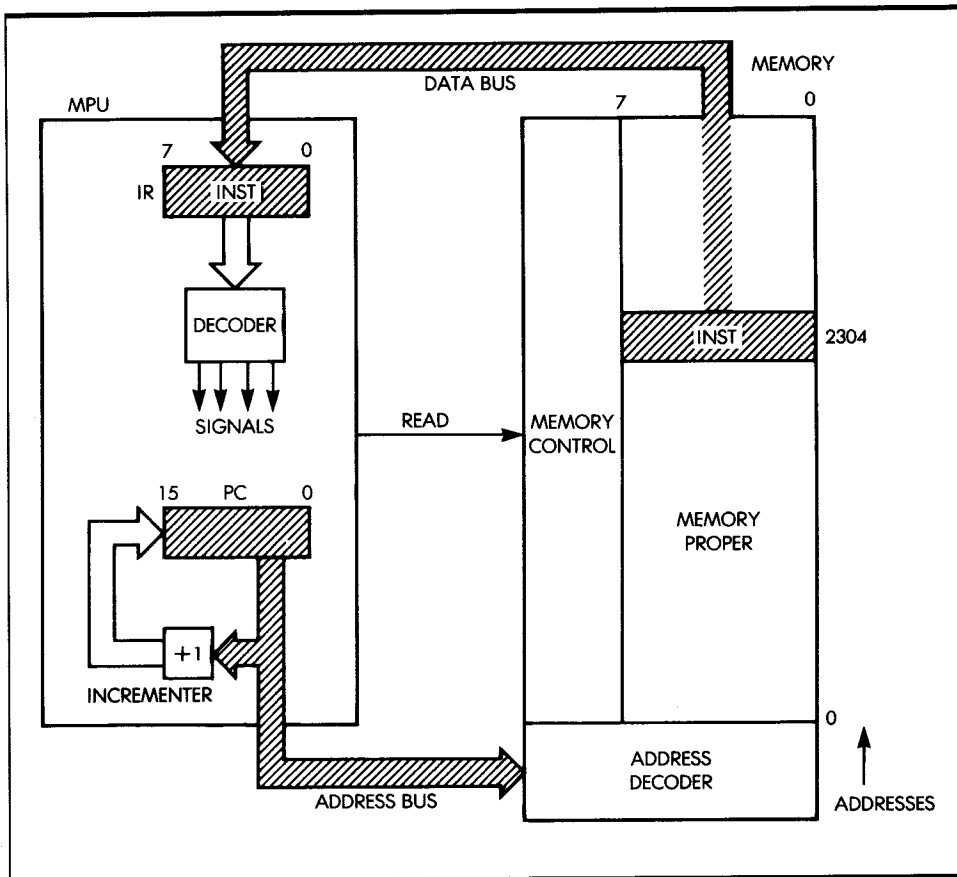 MEMORY
DATA BUS
MPU
7 0
7 0
IR INST
DECODER
INST 2304
SIGNALS
READ
MEMORY
CONTROL
15 PC 0
MEMORY
PROPER
+1
INCREMENTER
0
ADDRESS
DECODER
ADDRESS BUS
ADDRESSES